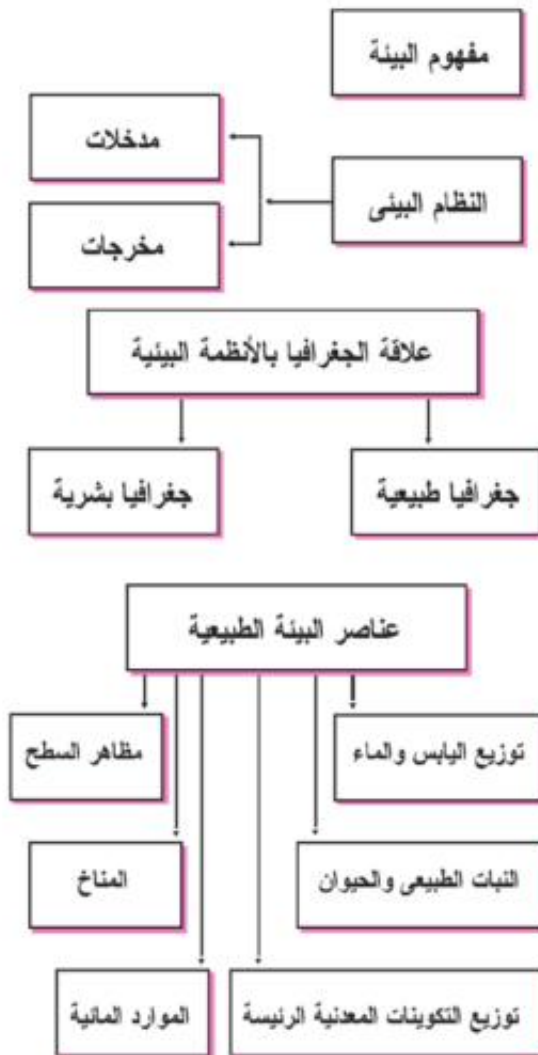 مفهوم البيئة
مدخلات
النظام البيئى
مخرجات
علاقة الجغرافيا بالأنظمة البيئية
جغرافيا طبيعية
جغرافيا بشرية
عناصر البيئة الطبيعية
توزيع اليابس والماء
مظاهر السطح
النبات الطبيعى والحيوان
المناخ
توزيع التكوينات المعدنية الرئيسة
الموارد المائية